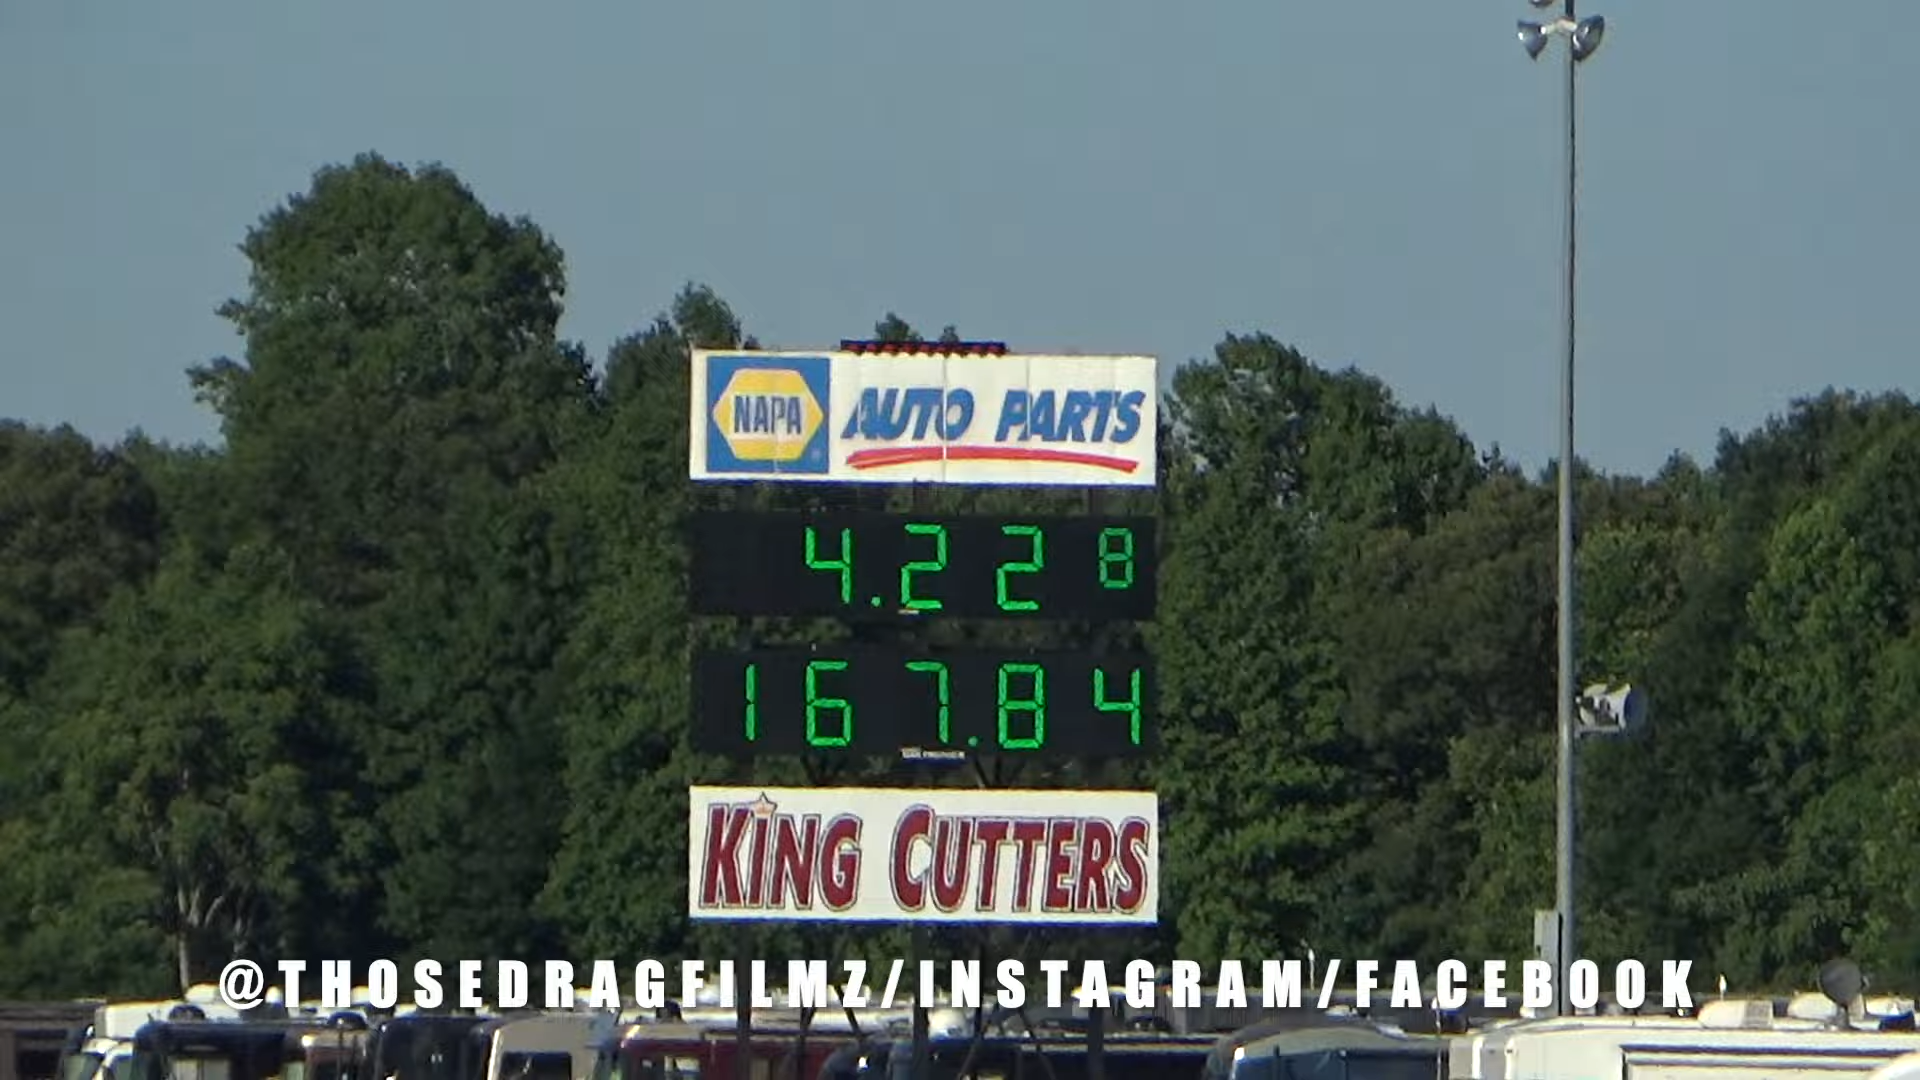 NAPA AUTO PARTS
4.228
167.84
KING CUTTERS
@THOSEDRAGFILMZ/INSTAGRAM/FACEBOOK